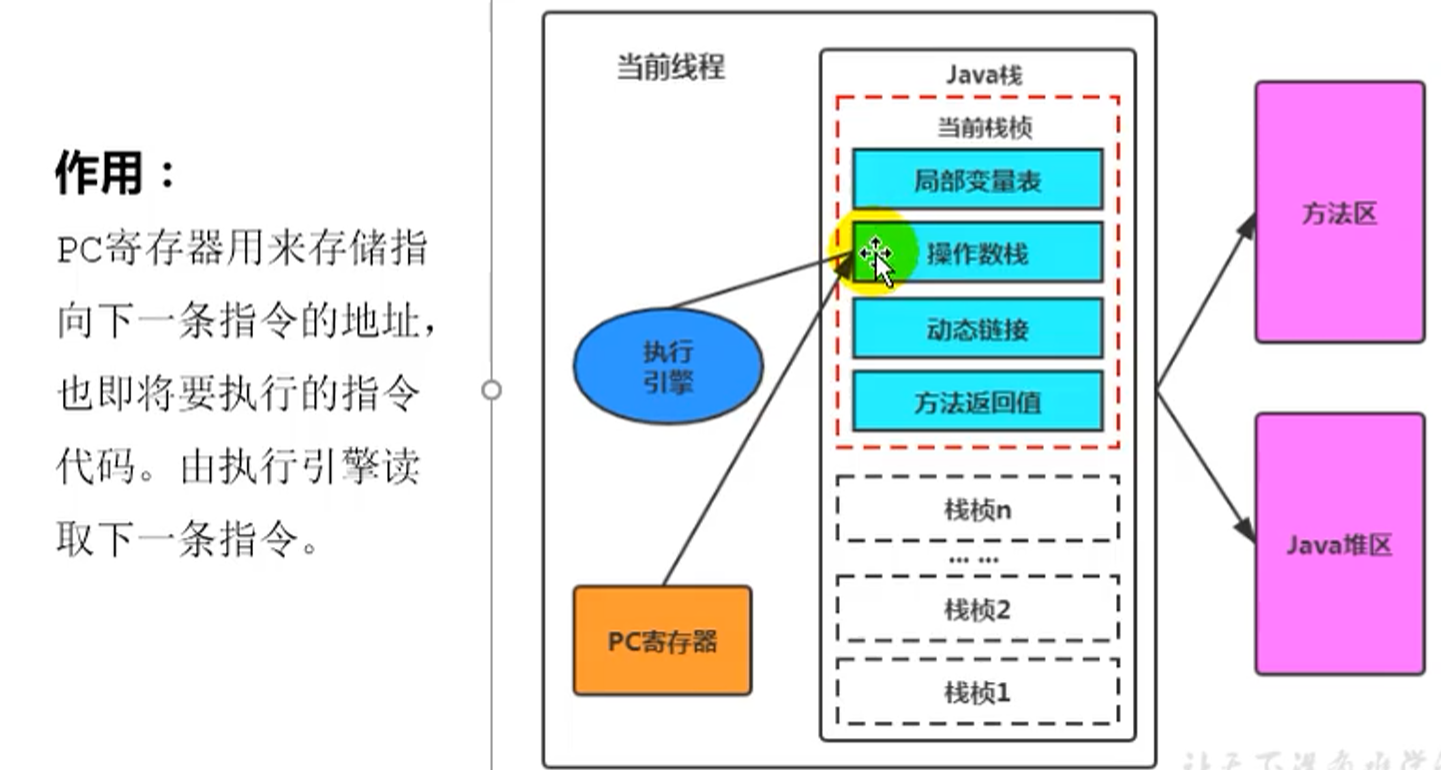 作用：
PC寄存器用来存储指
向下一条指令的地址，
也即将要执行的指令
代码。由执行引擎读
取下一条指令。
当前线程
Java栈
当前栈桢
局部变量表
操作数栈
动态链接
方法返回值
执行
引擎
栈桢n
... ...
栈桢2
栈桢1
PC寄存器
方法区
Java堆区